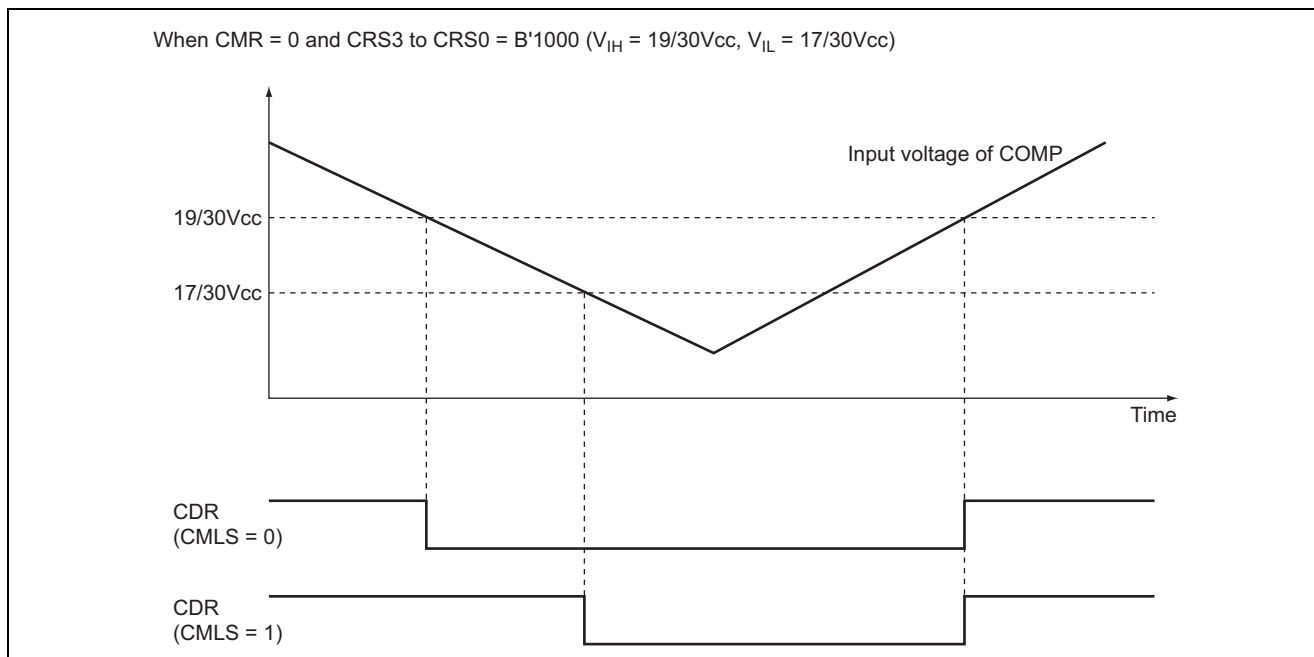 When CMR = 0 and CRS3 to CRS0 = B'1000 (VIH = 19/30Vcc, VIL = 17/30Vcc)
Input voltage of COMP
19/30Vcc
17/30Vcc
Time
CDR
(CMLS = 0)
CDR
(CMLS = 1)